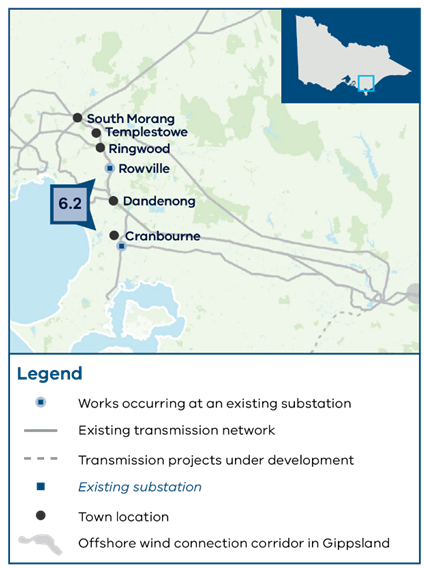 South Morang
Templestowe
Ringwood
Rowville
6.2
Dandenong
Cranbourne
Legend
Works occurring at an existing substation
Existing transmission network
Transmission projects under development
Existing substation
Town location
Offshore wind connection corridor in Gippsland